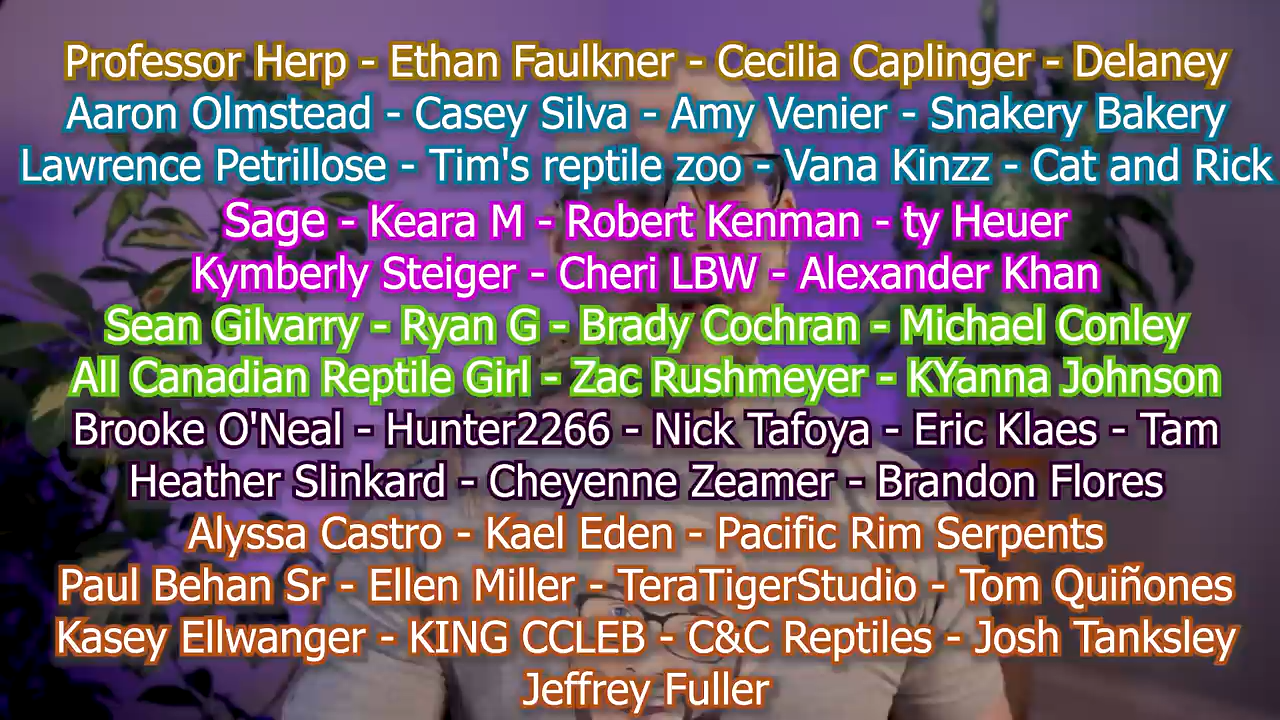 Professor Herp - Ethan Faulkner - Cecilia Caplinger - Delaney
Aaron Olmstead - Casey Silva - Amy Venier - Snakery Bakery
Lawrence Petrillose - Tim's reptile zoo - Vana Kinzz - Cat and Rick
Sage - Keara M - Robert Kenman - ty Heuer
Kymberly Steiger - Cheri LBW - Alexander Khan
Sean Gilvarry - Ryan G - Brady Cochran - Michael Conley
All Canadian Reptile Girl - Zac Rushmeyer - KYanna Johnson
Brooke O'Neal - Hunter2266 - Nick Tafoya - Eric Klaes - Tam
Heather Slinkard - Cheyenne Zeamer - Brandon Flores
Alyssa Castro - Kael Eden - Pacific Rim Serpents
Paul Behan Sr - Ellen Miller - TeraTigerStudio - Tom Quiñones
Kasey Ellwanger - KING CCLEB - C&C Reptiles - Josh Tanksley
Jeffrey Fuller